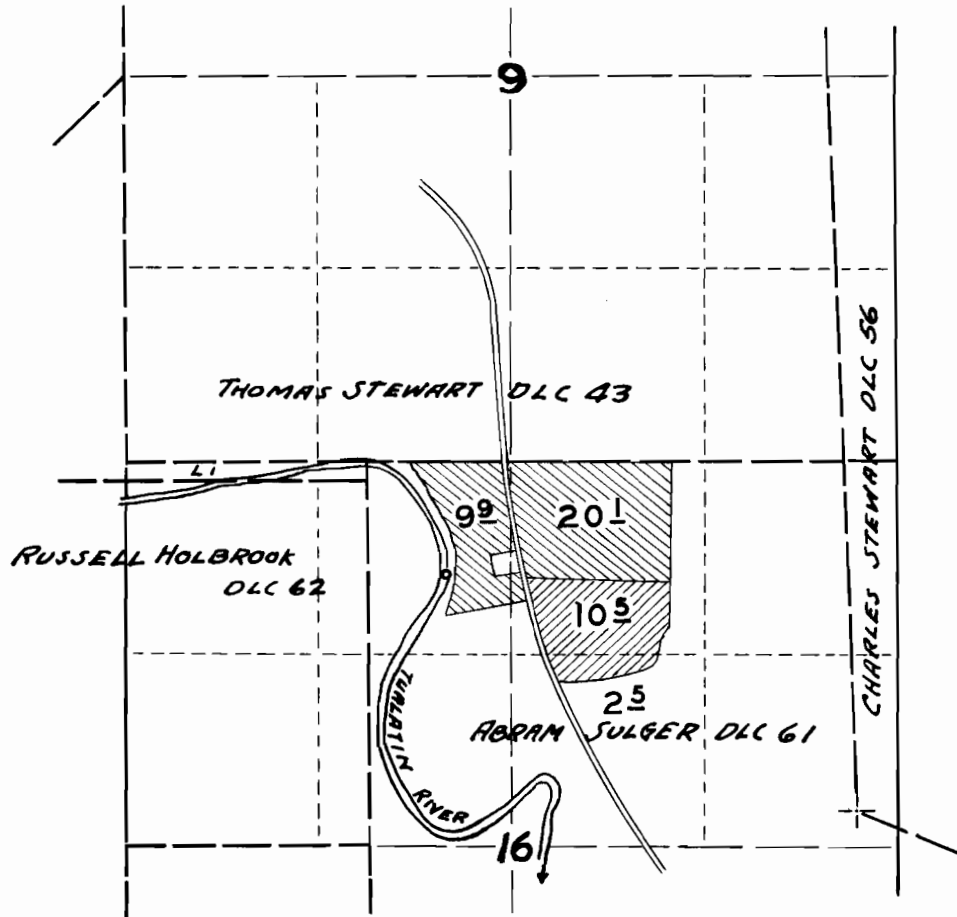 9
THOMAS STEWART DLC 43
CHARLES STEWART DLC 56
L1
9 9
20 1
RUSSELL HOLBROOK
DLC 62
10 5
2 5
ABRAM SULGER DLC 61
TUALATIN
RIVER
16